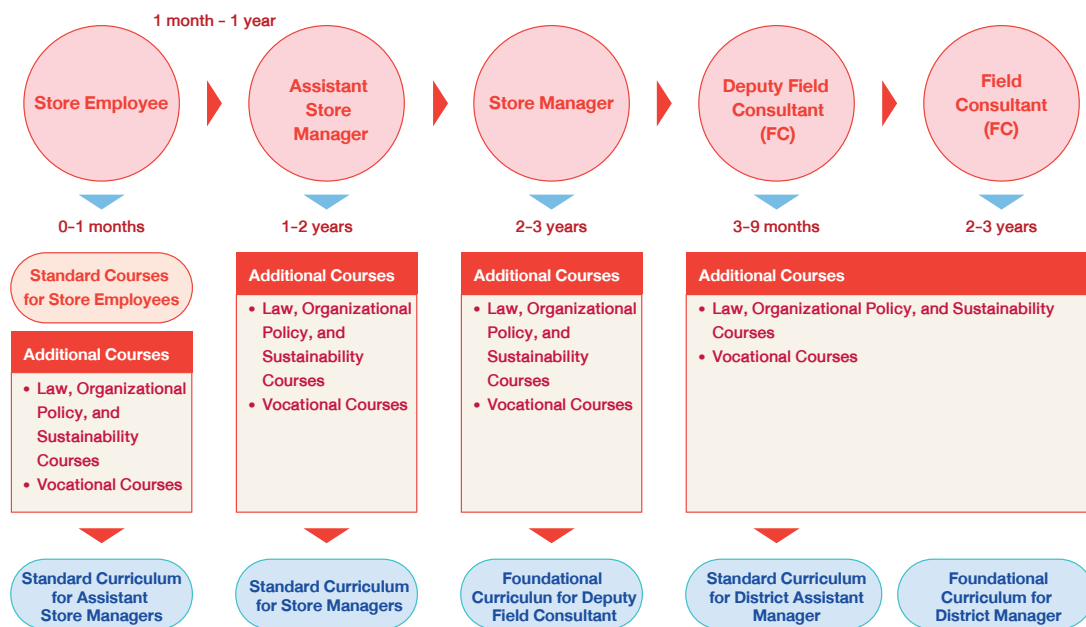 1 month – 1 year
Store Employee
Assistant
Store
Manager
Store Manager
Deputy Field
Consultant
(FC)
Field
Consultant
(FC)
0–1 months
1–2 years
2–3 years
3–9 months
2–3 years
Standard Courses
for Store Employees
Additional Courses
• Law, Organizational
Policy, and
Sustainability
Courses
• Vocational Courses
Additional Courses
• Law, Organizational
Policy, and
Sustainability
Courses
• Vocational Courses
Additional Courses
• Law, Organizational
Policy, and
Sustainability
Courses
• Vocational Courses
Additional Courses
• Law, Organizational Policy, and Sustainability
Courses
• Vocational Courses
Standard Curriculum
for Assistant
Store Managers
Standard Curriculum
for Store Managers
Foundational
Curriculun for Deputy
Field Consultant
Standard Curriculum
for District Assistant
Manager
Foundational
Curriculum for
District Manager